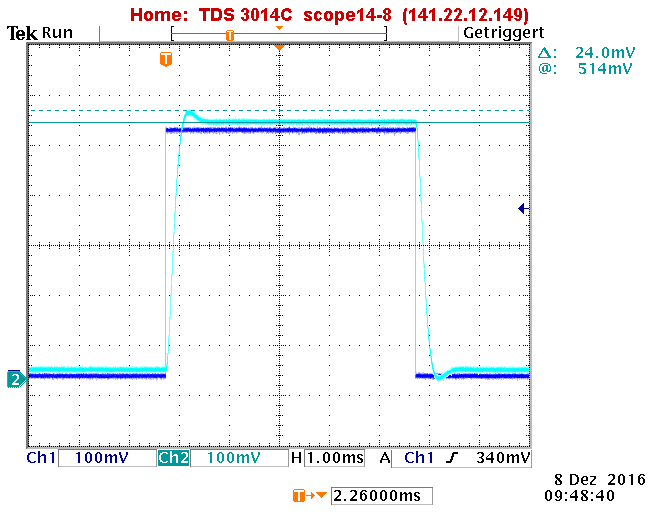 Home: TDS 3014C scope14-8 (141.22.12.149)
Tek Run Getriggert
T
T
Δ: 24.0mV
@: 514mV
2
Ch1 100mV Ch2 100mV H 1.00ms A Ch1 340mV
8 Dez 2016
09:48:40
T 2.26000ms